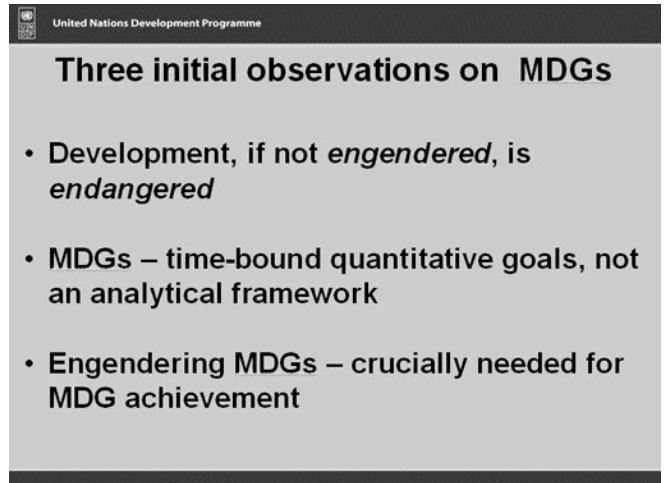 United Nations Development Programme
Three initial observations on MDGs
• Development, if not engendered, is
endangered
• MDGs – time-bound quantitative goals, not
an analytical framework
• Engendering MDGs – crucially needed for
MDG achievement